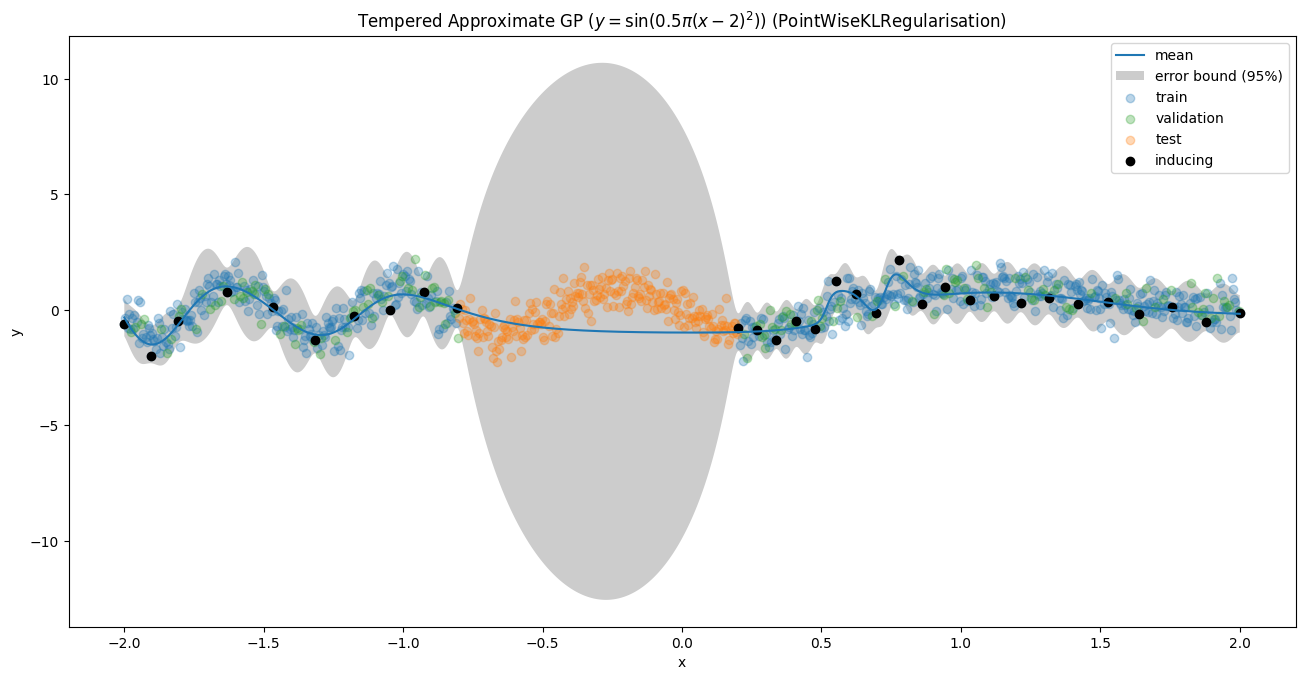 Tempered Approximate GP ($y = \sin(0.5\pi(x - 2)^2)$) (PointWiseKLRegularisation)
mean
error bound (95%)
train
validation
test
inducing
10
5
0
−5
−10
y
−2.0 −1.5 −1.0 −0.5 0.0 0.5 1.0 1.5 2.0
x